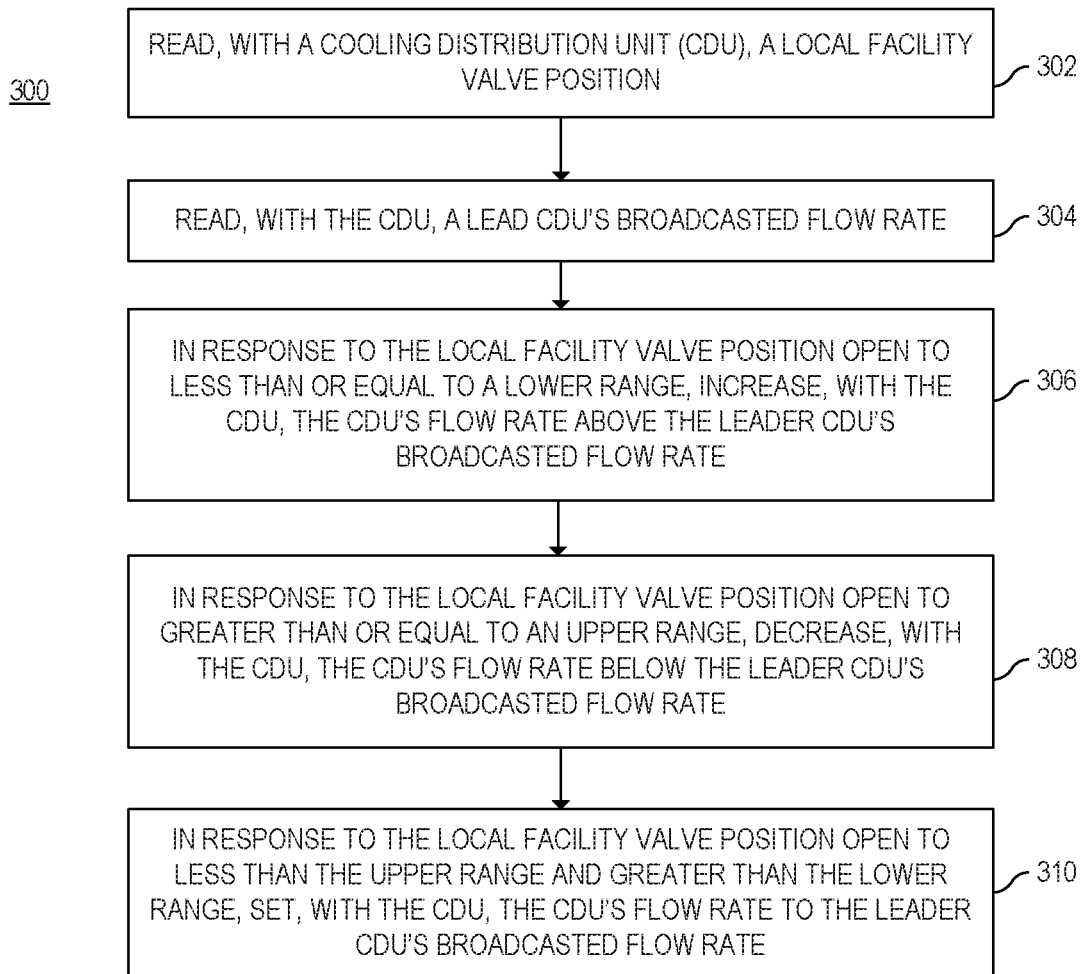 READ, WITH A COOLING DISTRIBUTION UNIT (CDU), A LOCAL FACILITY
VALVE POSITION
302
300
READ, WITH THE CDU, A LEAD CDU'S BROADCASTED FLOW RATE
304
IN RESPONSE TO THE LOCAL FACILITY VALVE POSITION OPEN TO
LESS THAN OR EQUAL TO A LOWER RANGE, INCREASE, WITH THE
CDU, THE CDU'S FLOW RATE ABOVE THE LEADER CDU'S
BROADCASTED FLOW RATE
306
IN RESPONSE TO THE LOCAL FACILITY VALVE POSITION OPEN TO
GREATER THAN OR EQUAL TO AN UPPER RANGE, DECREASE, WITH
THE CDU, THE CDU'S FLOW RATE BELOW THE LEADER CDU'S
BROADCASTED FLOW RATE
308
IN RESPONSE TO THE LOCAL FACILITY VALVE POSITION OPEN TO
LESS THAN THE UPPER RANGE AND GREATER THAN THE LOWER
RANGE, SET, WITH THE CDU, THE CDU'S FLOW RATE TO THE LEADER
CDU'S BROADCASTED FLOW RATE
310